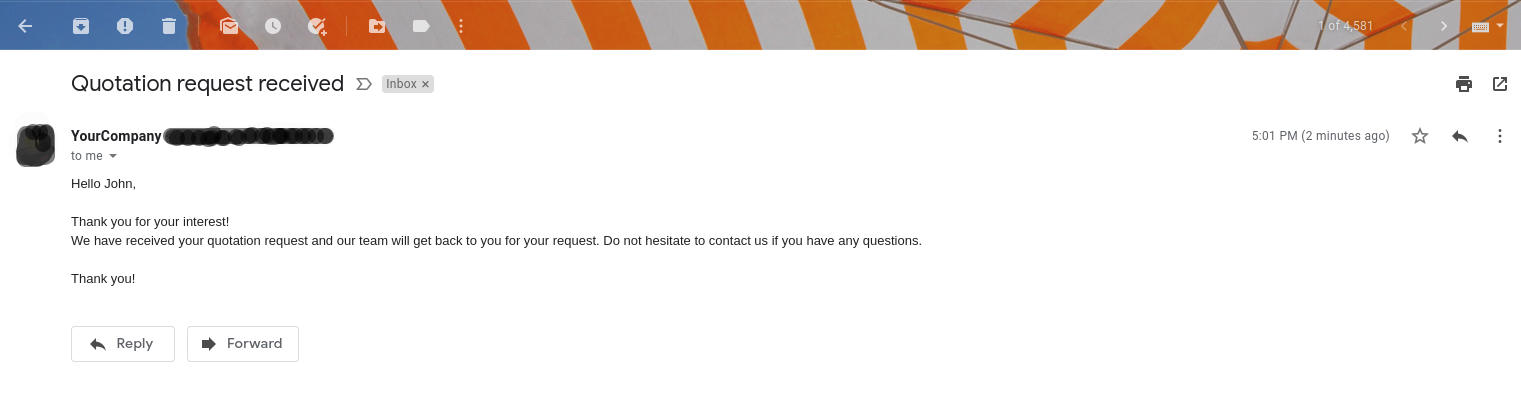 1 of 4,581
Quotation request received Inbox ×
YourCompany
5:01 PM (2 minutes ago)
to me
Hello John,
Thank you for your interest!
We have received your quotation request and our team will get back to you for your request. Do not hesitate to contact us if you have any questions.
Thank you!
Reply Forward